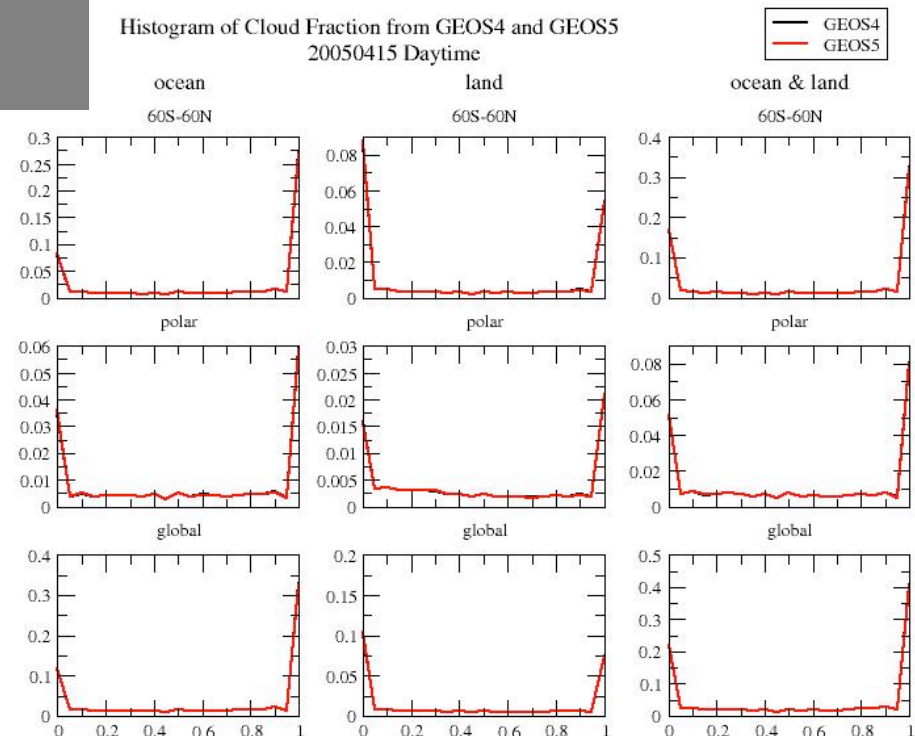 Histogram of Cloud Fraction from GEOS4 and GEOS5
20050415 Daytime
GEOS4
GEOS5
ocean land ocean & land
60S-60N 60S-60N 60S-60N
0.3 0.25 0.2 0.15 0.1 0.05 0
0.08 0.06 0.04 0.02 0
0.4 0.3 0.2 0.1 0
polar polar polar
0.06 0.05 0.04 0.03 0.02 0.01 0
0.03 0.025 0.02 0.015 0.01 0.005 0
0.08 0.06 0.04 0.02 0
global global global
0.4 0.3 0.2 0.1 0
0.2 0.15 0.1 0.05 0
0.5 0.4 0.3 0.2 0.1 0
0 0.2 0.4 0.6 0.8 1 0 0.2 0.4 0.6 0.8 1 0 0.2 0.4 0.6 0.8 1